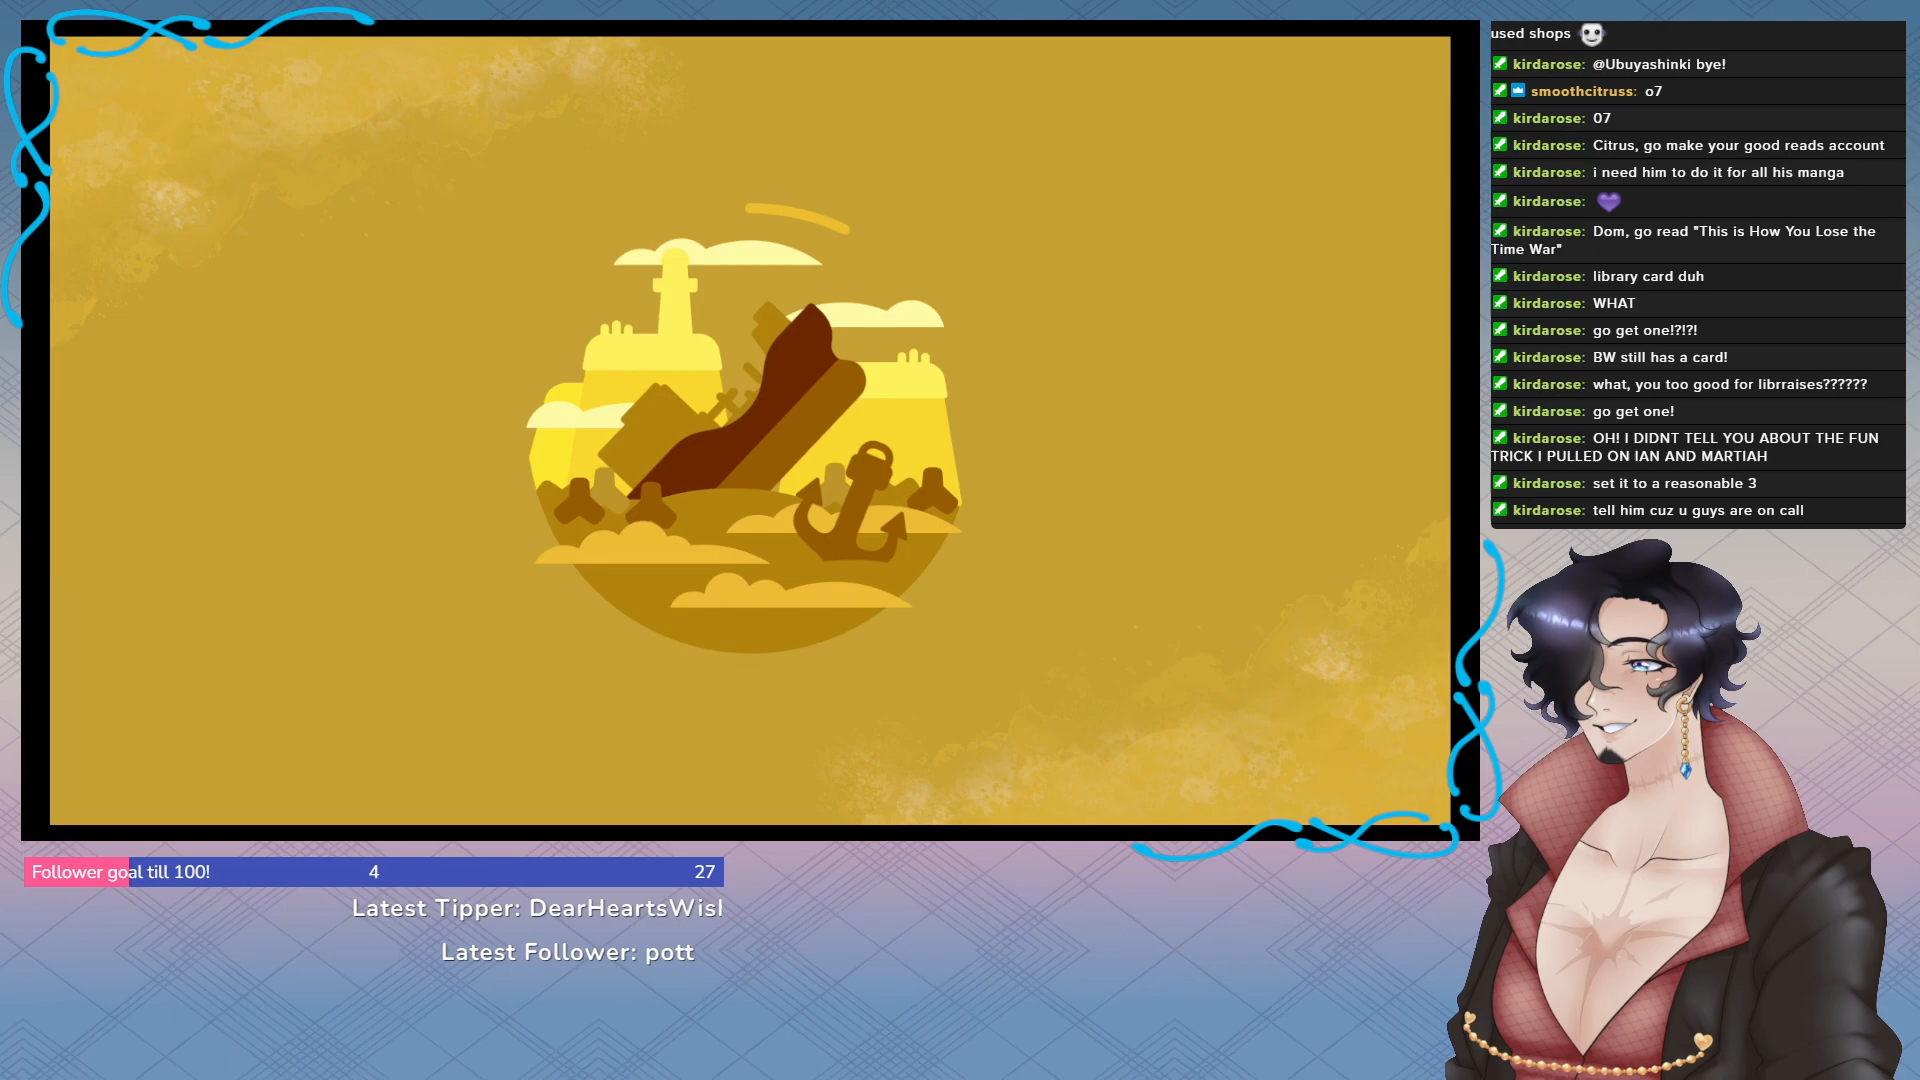 used shops
kirdarose: @Ubuyashinki bye!
smoothcitruss: o7
kirdarose: 07
kirdarose: Citrus, go make your good reads account
kirdarose: i need him to do it for all his manga
kirdarose:
kirdarose: Dom, go read "This is How You Lose the
Time War"
kirdarose: library card duh
kirdarose: WHAT
kirdarose: go get one!?!?!
kirdarose: BW still has a card!
kirdarose: what, you too good for librraises??????
kirdarose: go get one!
kirdarose: OH! I DIDNT TELL YOU ABOUT THE FUN
TRICK I PULLED ON IAN AND MARTIAH
kirdarose: set it to a reasonable 3
kirdarose: tell him cuz u guys are on call
Follower goal till 100! 4 27
Latest Tipper: DearHeartsWisl
Latest Follower: pott